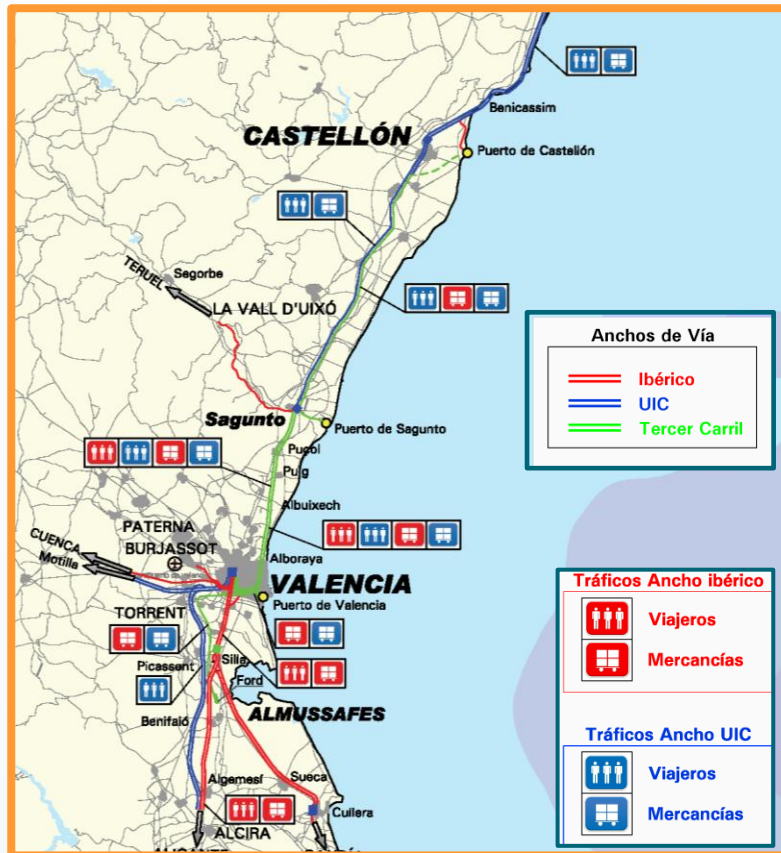 Benicassim
CASTELLÓN
Puerto de Castellón
TERUEL
Segorbe
LA VALL D'UIXÓ
Anchos de Vía
Ibérico
UIC
Tercer Carril
Sagunto
Puerto de Sagunto
Puçol
Puig
Albuixech
PATERNA
CUENCA
Motilla
BURJASSOT
Alboraya
VALENCIA
TORRENT
Puerto de Valencia
Picassent
Silla
Ford
Benifaló
ALMUSSAFES
Algemesí
Sueca
Cullera
ALCIRA
Tráficos Ancho ibérico
Viajeros
Mercancías
Tráficos Ancho UIC
Viajeros
Mercancías